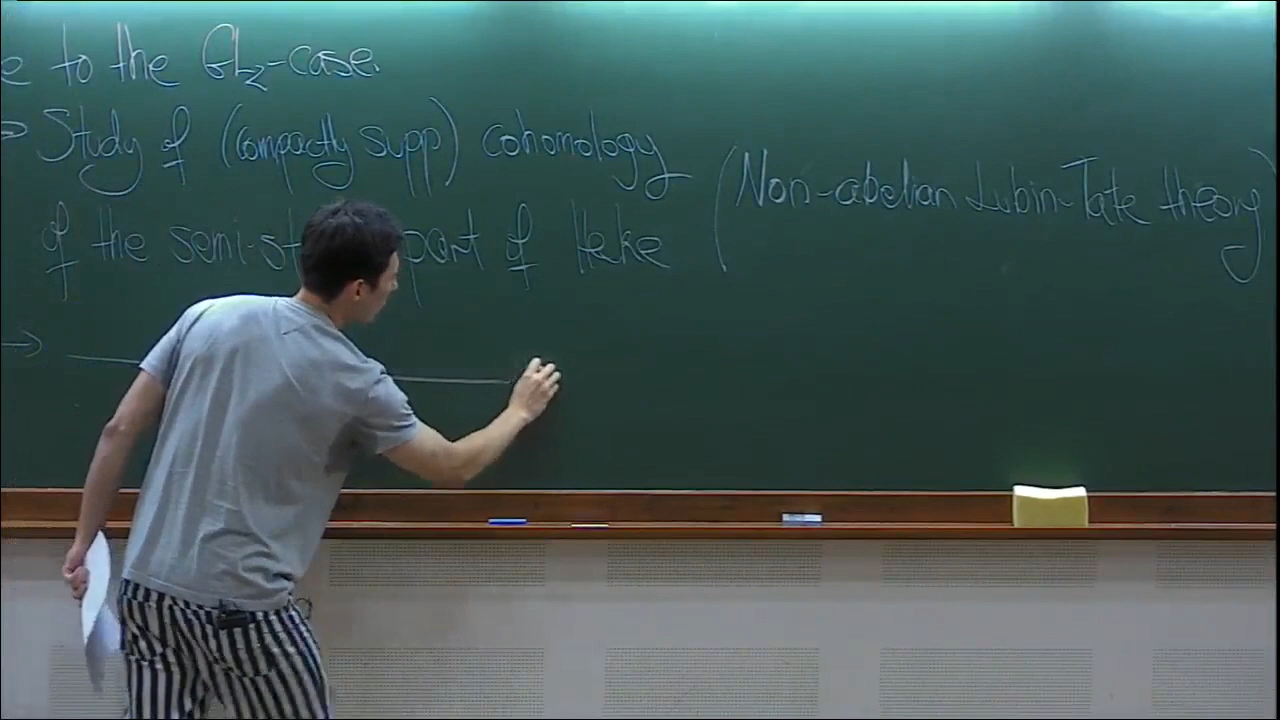 e to the GL₂-case.
Study of (compactly supp) cohomology
of the semi-st part of Hecke
(Non-abelian Lubin-Tate theory)
→